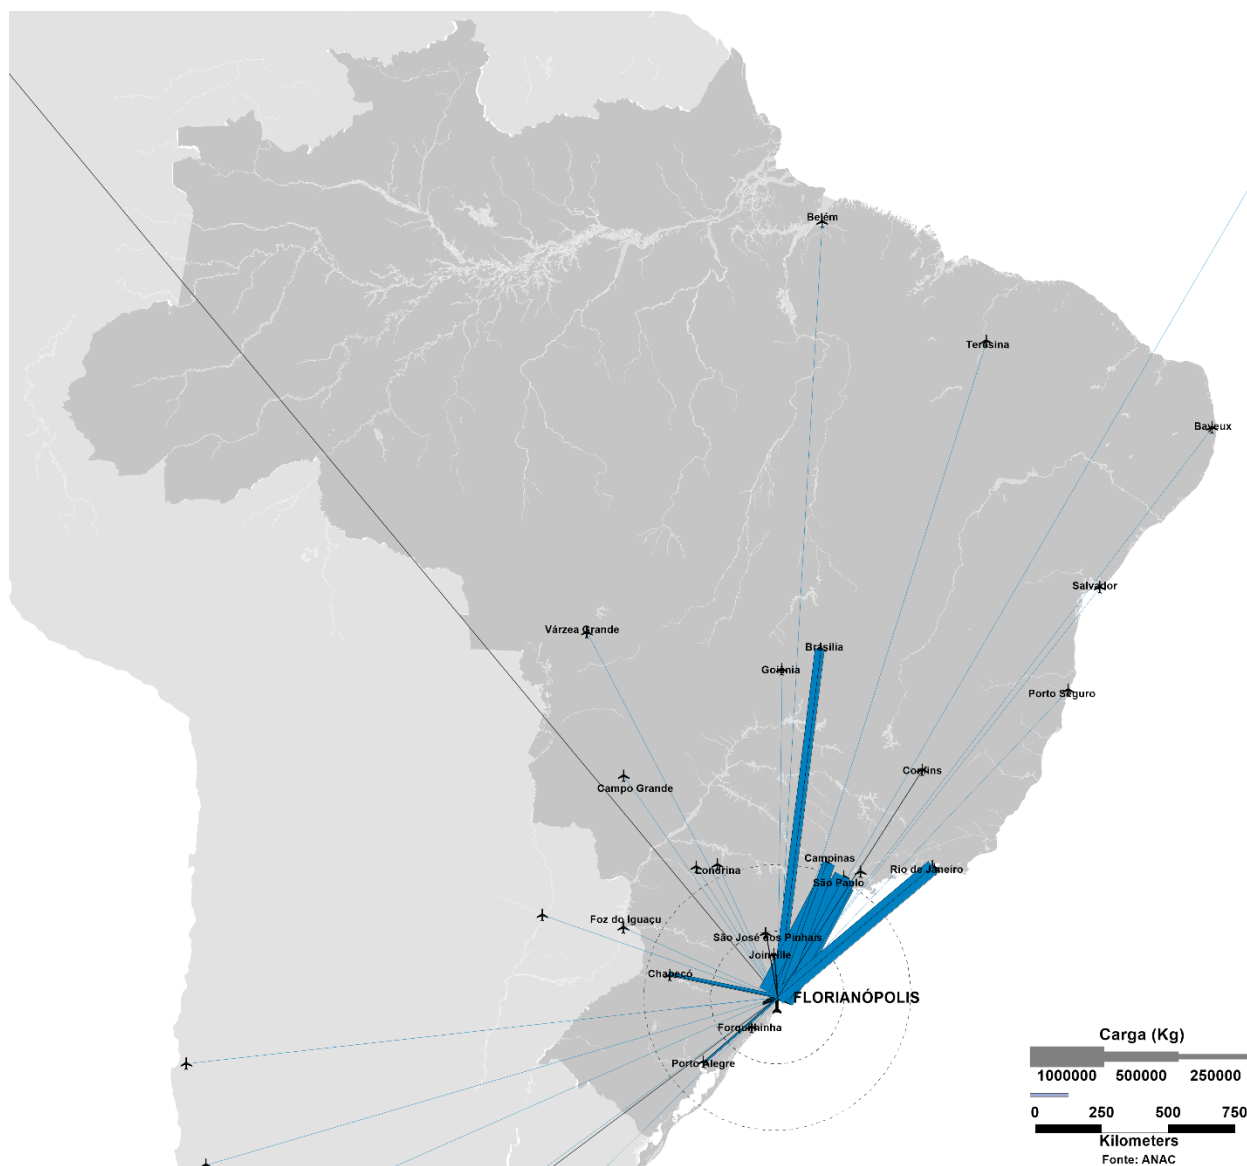 Belém
Teresina
Bayeux
Salvador
Várzea Grande
Brasília
Goiânia
Porto Seguro
Confins
Campo Grande
Campinas
Londrina
São Paolo
Rio de Janeiro
Foz do Iguaçu
São José dos Pinhais
Joinville
Chapecó
FLORIANÓPOLIS
Forquilhinha
Porto Alegre
Carga (Kg)
1000000 500000 250000
0 250 500 750
Kilometers
Fonte: ANAC